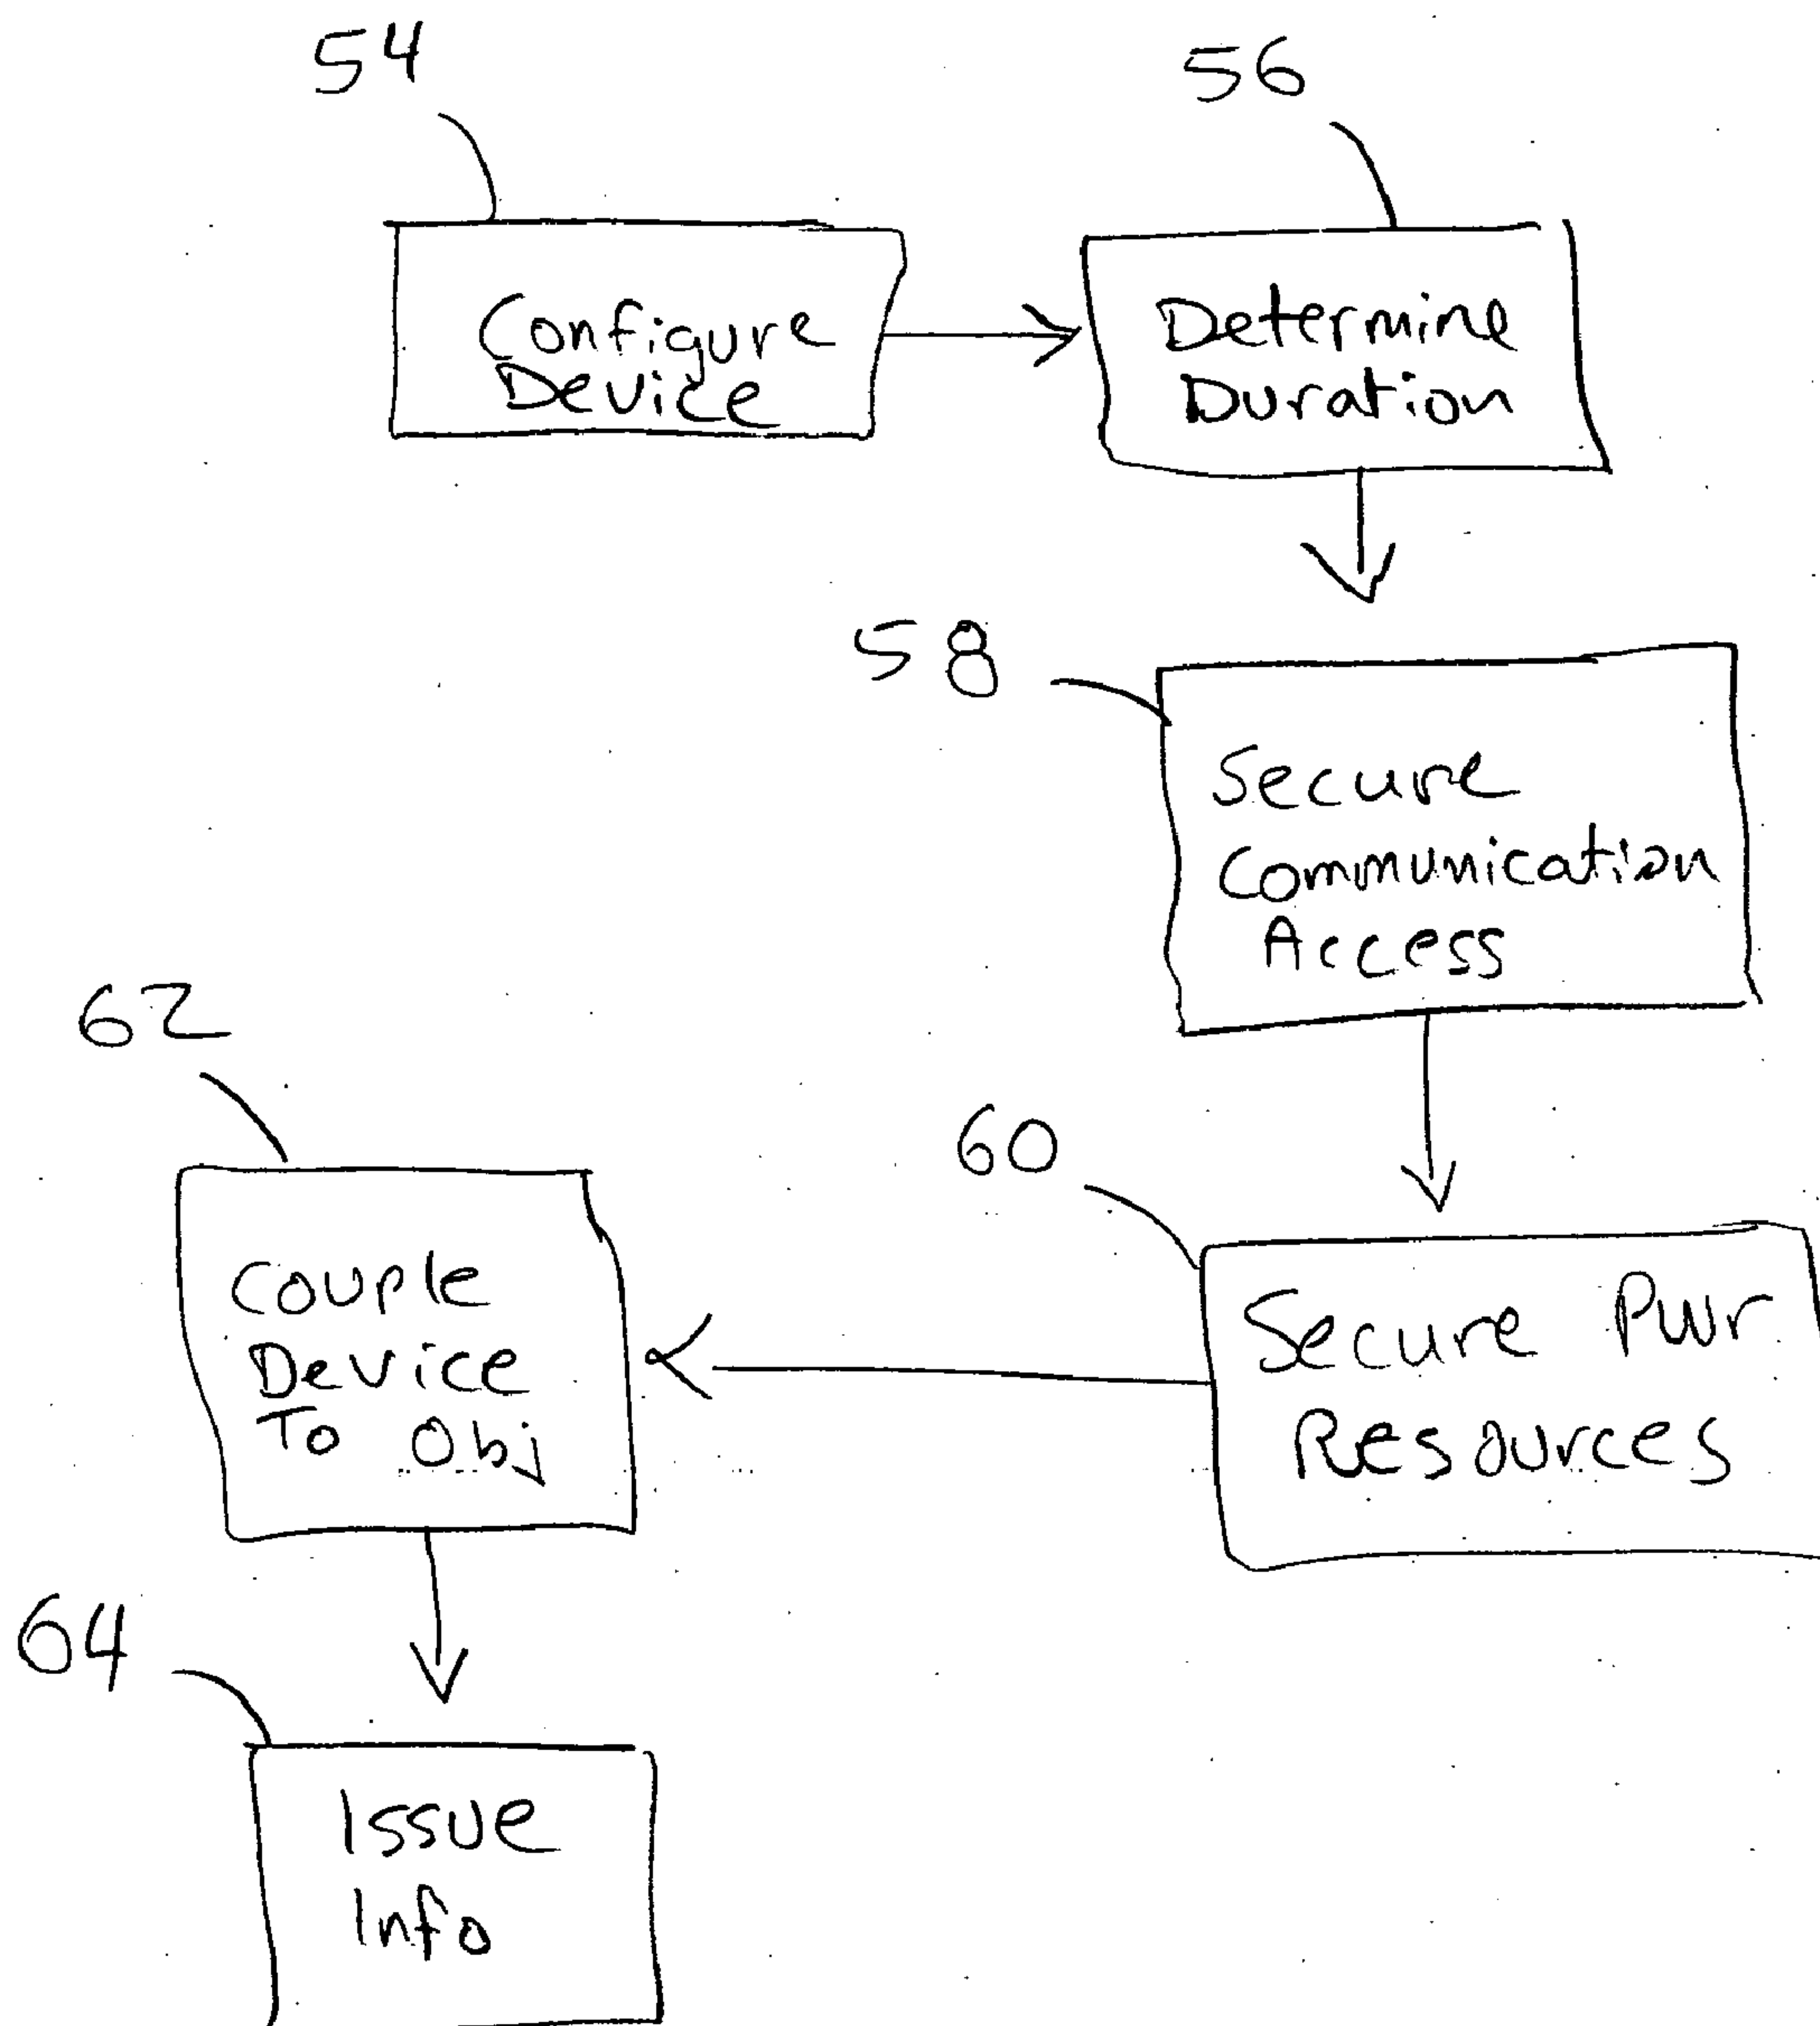 54
56
Configure
Device
Determine
Duration
58
Secure
Communication
Access
62
60
Couple
Device
To Obj
Secure Pwr
Resources
64
Issue
Info